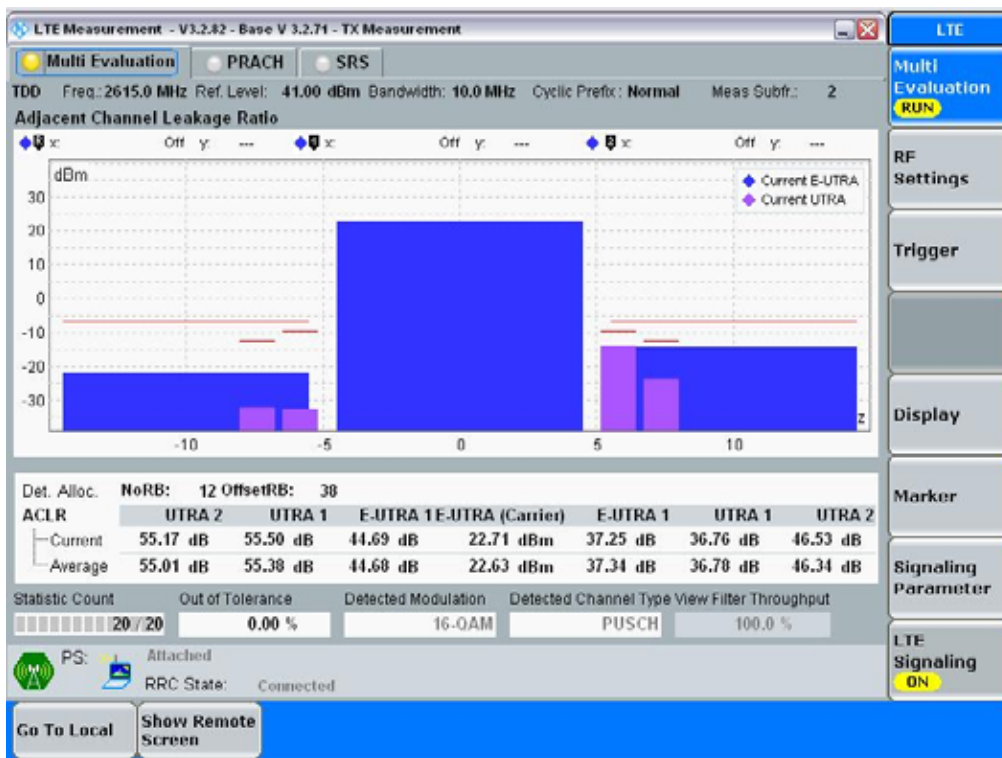 LTE Measurement - V3.2.82 - Base V 3.2.71 - TX Measurement
LTE
Multi Evaluation PRACH SRS
Multi Evaluation RUN
TDD Freq.: 2615.0 MHz Ref. Level: 41.00 dBm Bandwidth: 10.0 MHz Cyclic Prefix: Normal Meas Subfr.: 2
Adjacent Channel Leakage Ratio
x: Off y: --- x: Off y: --- x: Off y: ---
RF Settings
dBm
Current E-UTRA
Current UTRA
30
20
10
0
-10
-20
-30
z
-10 -5 0 5 10
Trigger
Display
Marker
Det. Alloc. NoRB: 12 OffsetRB: 38
ACLR UTRA 2 UTRA 1 E-UTRA 1 E-UTRA (Carrier) E-UTRA 1 UTRA 1 UTRA 2
Current 55.17 dB 55.50 dB 44.69 dB 22.71 dBm 37.25 dB 36.76 dB 46.53 dB
Average 55.01 dB 55.38 dB 44.68 dB 22.63 dBm 37.34 dB 36.78 dB 46.34 dB
Signaling Parameter
Statistic Count Out of Tolerance Detected Modulation Detected Channel Type View Filter Throughput
20 / 20 0.00 % 16-QAM PUSCH 100.0 %
PS: Attached
RRC State: Connected
LTE Signaling ON
Go To Local
Show Remote Screen